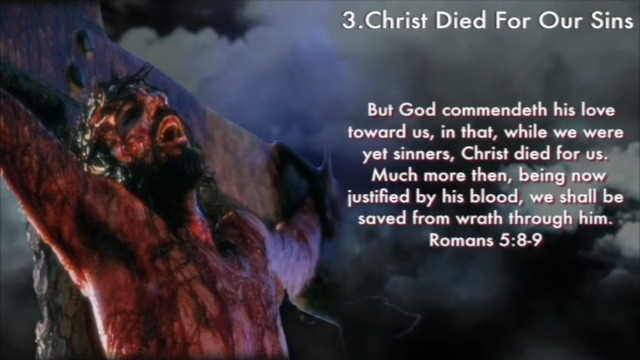 3.Christ Died For Our Sins
But God commendeth his love
toward us, in that, while we were
yet sinners, Christ died for us.
Much more then, being now
justified by his blood, we shall be
saved from wrath through him.
Romans 5:8-9